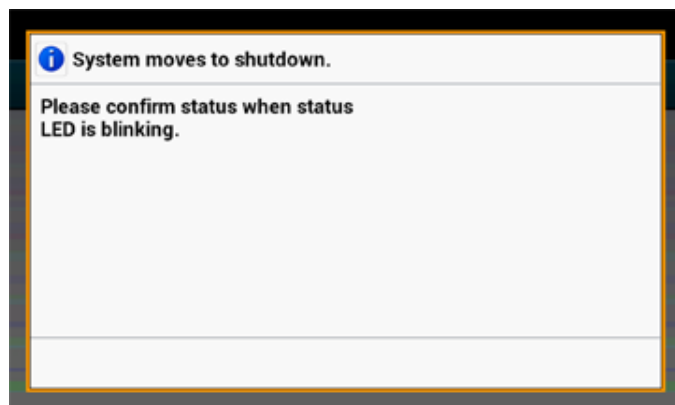 System moves to shutdown.
Please confirm status when status
LED is blinking.